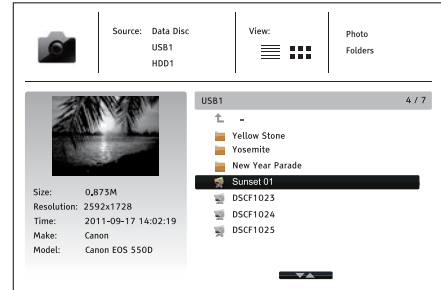 Source: Data Disc
USB1
HDD1
View:
Photo
Folders
Size: 0,873M
Resolution: 2592x1728
Time: 2011-09-17 14:02:19
Make: Canon
Model: Canon EOS 550D
USB1 4 / 7
-
Yellow Stone
Yosemite
New Year Parade
Sunset 01
DSCF1023
DSCF1024
DSCF1025